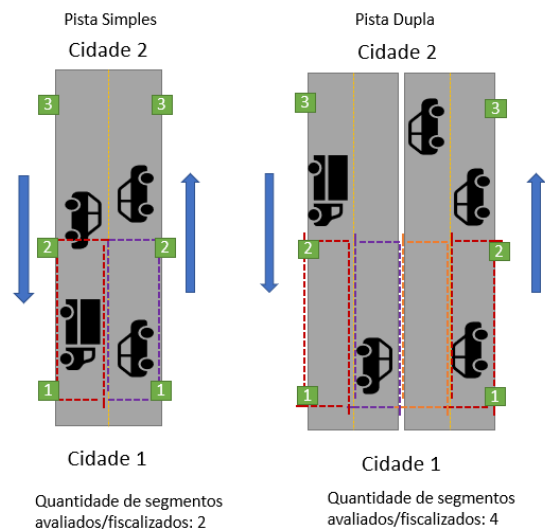 Pista Simples
Cidade 2
3 3
2 2
1 1
Cidade 1
Quantidade de segmentos
avaliados/fiscalizados: 2
Pista Dupla
Cidade 2
3 3
2 2
1 1
Cidade 1
Quantidade de segmentos
avaliados/fiscalizados: 4